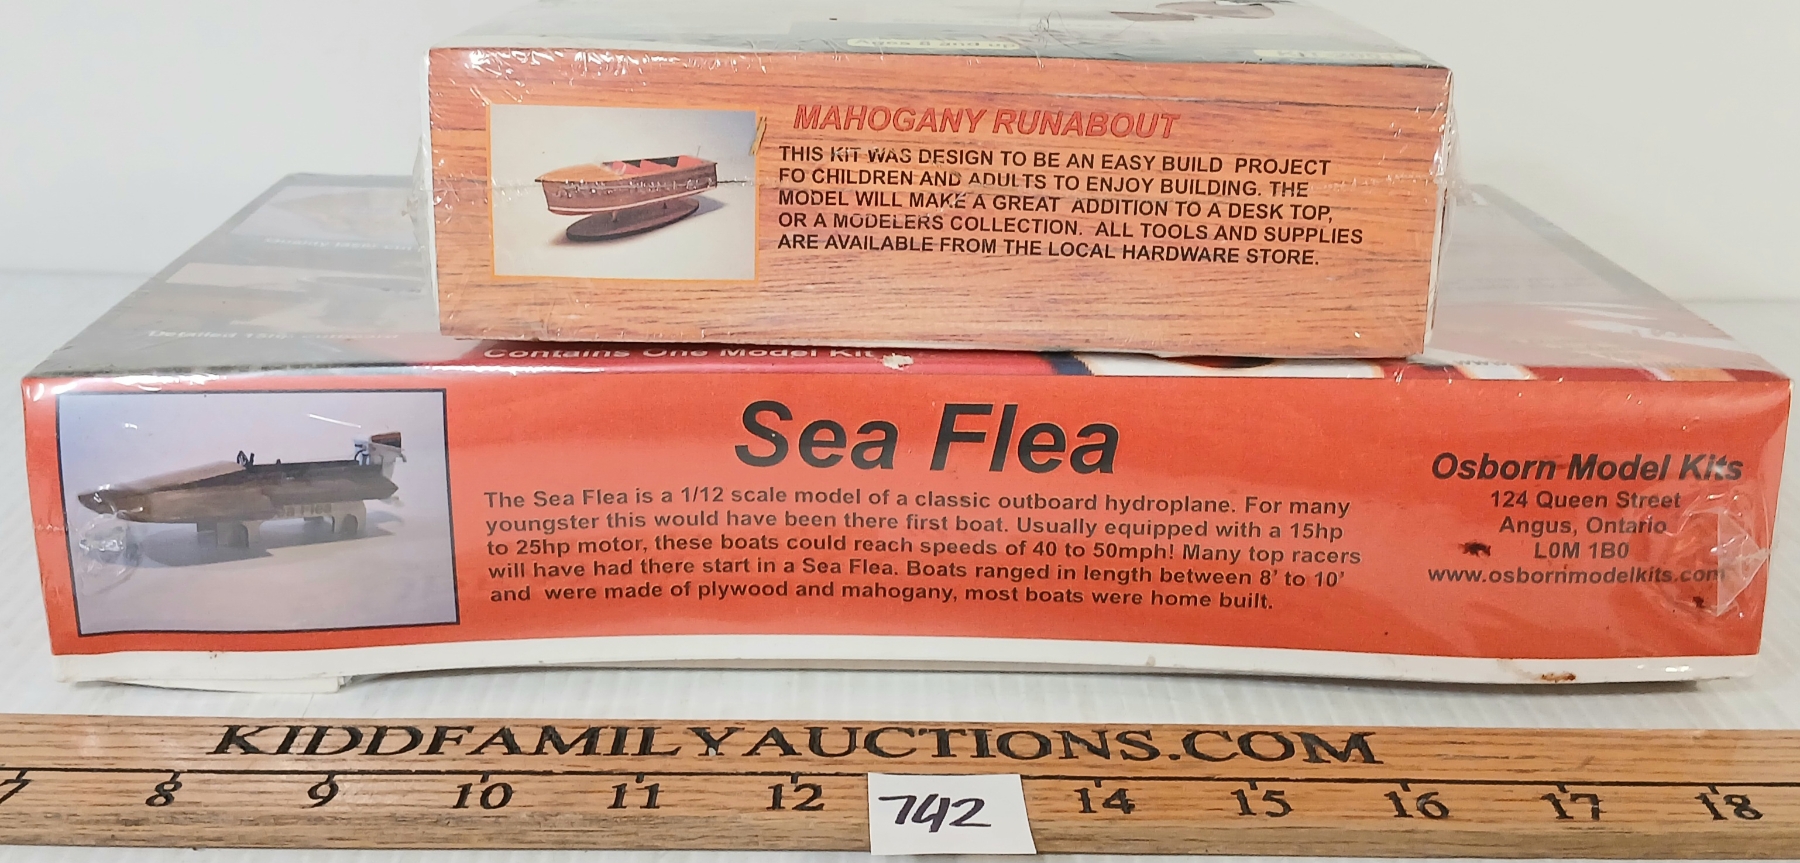 Ages 8 and up
MAHOGANY RUNABOUT
THIS KIT WAS DESIGN TO BE AN EASY BUILD PROJECT
FO CHILDREN AND ADULTS TO ENJOY BUILDING. THE
MODEL WILL MAKE A GREAT ADDITION TO A DESK TOP,
OR A MODELERS COLLECTION. ALL TOOLS AND SUPPLIES
ARE AVAILABLE FROM THE LOCAL HARDWARE STORE.
Contains One Model Kit
Sea Flea
The Sea Flea is a 1/12 scale model of a classic outboard hydroplane. For many
youngster this would have been there first boat. Usually equipped with a 15hp
to 25hp motor, these boats could reach speeds of 40 to 50mph! Many top racers
will have had there start in a Sea Flea. Boats ranged in length between 8' to 10'
and were made of plywood and mahogany, most boats were home built.
Osborn Model Kits
124 Queen Street
Angus, Ontario
L0M 1B0
www.osbornmodelkits.com
KIDDFAMILYAUCTIONS.COM
7 8 9 10 11 12 14 15 16 17 18
742